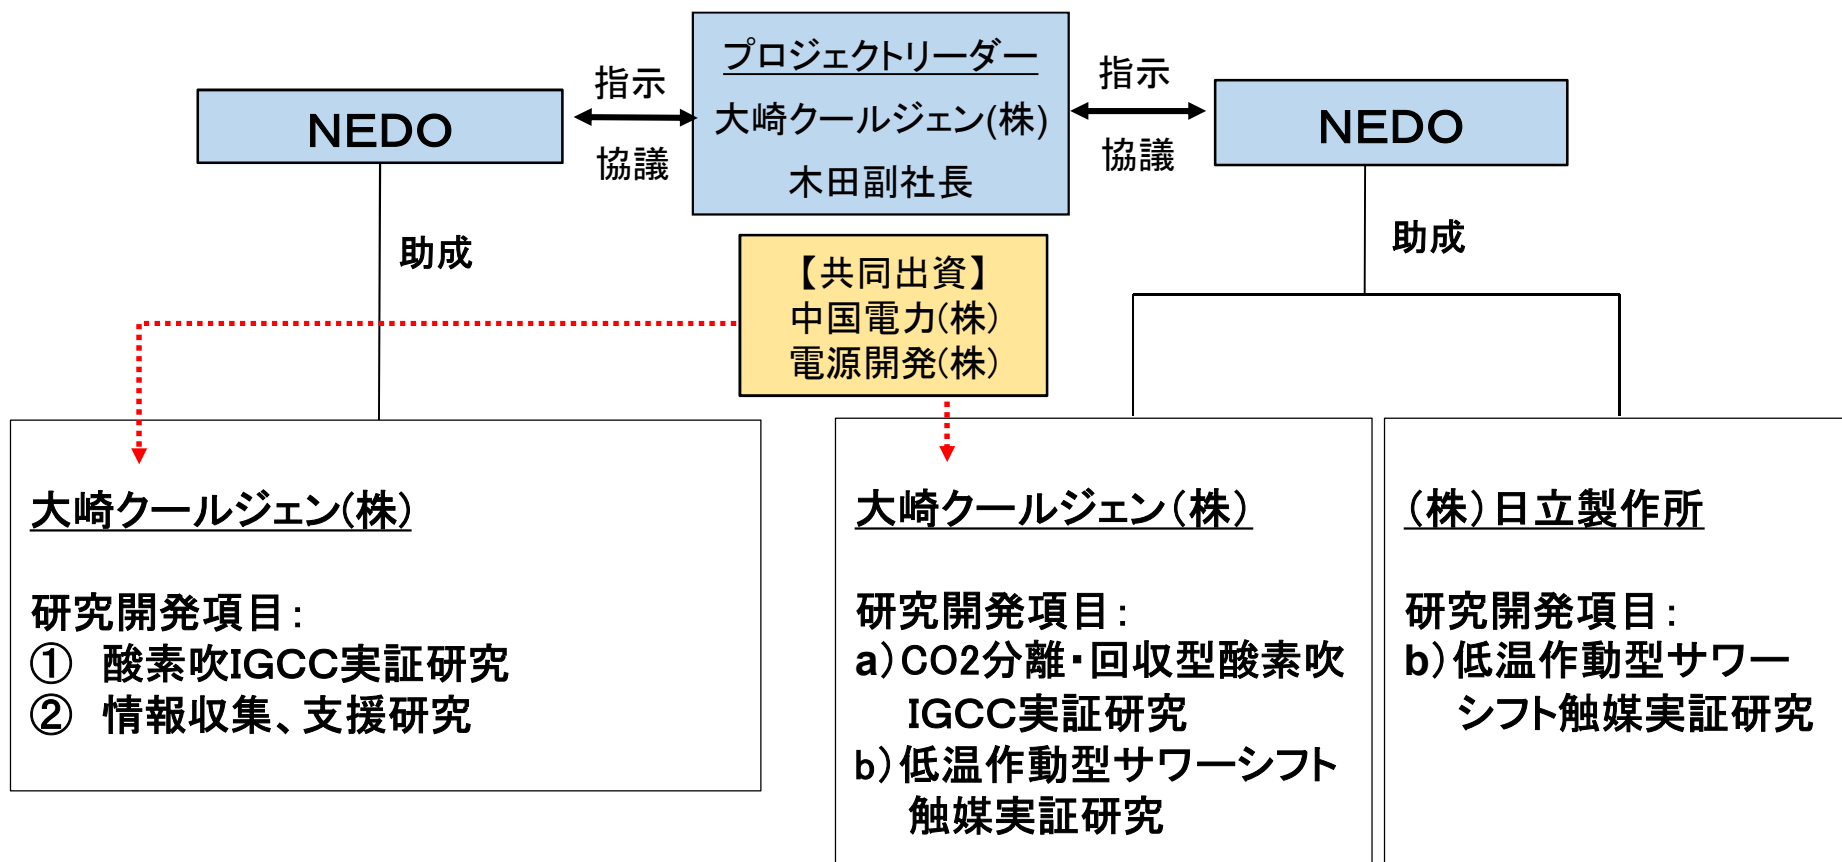 プロジェクトリーダー
大崎クールジェン(株)
木田副社長
指示
協議
指示
協議
NEDO
NEDO
助成
助成
【共同出資】
中国電力(株)
電源開発(株)
大崎クールジェン(株)
研究開発項目：
① 酸素吹IGCC実証研究
② 情報収集、支援研究
大崎クールジェン（株）
研究開発項目：
a）CO2分離・回収型酸素吹
IGCC実証研究
b）低温作動型サワーシフト
触媒実証研究
（株）日立製作所
研究開発項目：
b）低温作動型サワー
シフト触媒実証研究